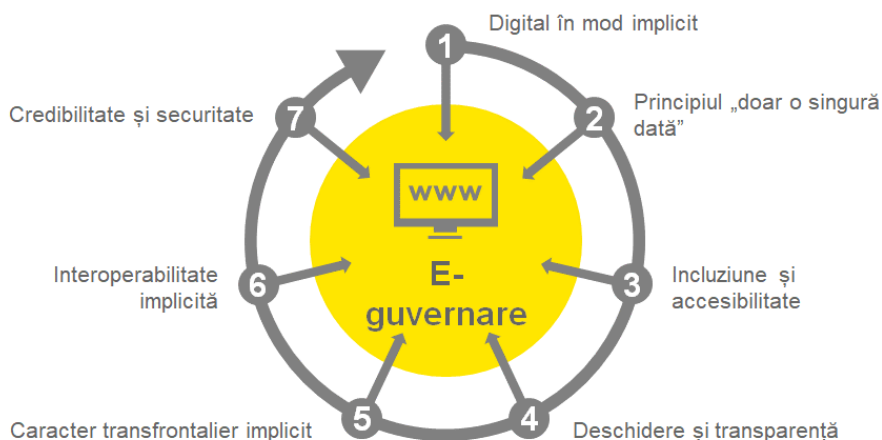 1
Digital în mod implicit
2
Principiul „doar o singură
dată”
3
Incluziune și
accesibilitate
4
Deschidere și transparență
5
Caracter transfrontalier implicit
6
Interoperabilitate
implicită
7
Credibilitate și securitate
www
E-
guvernare